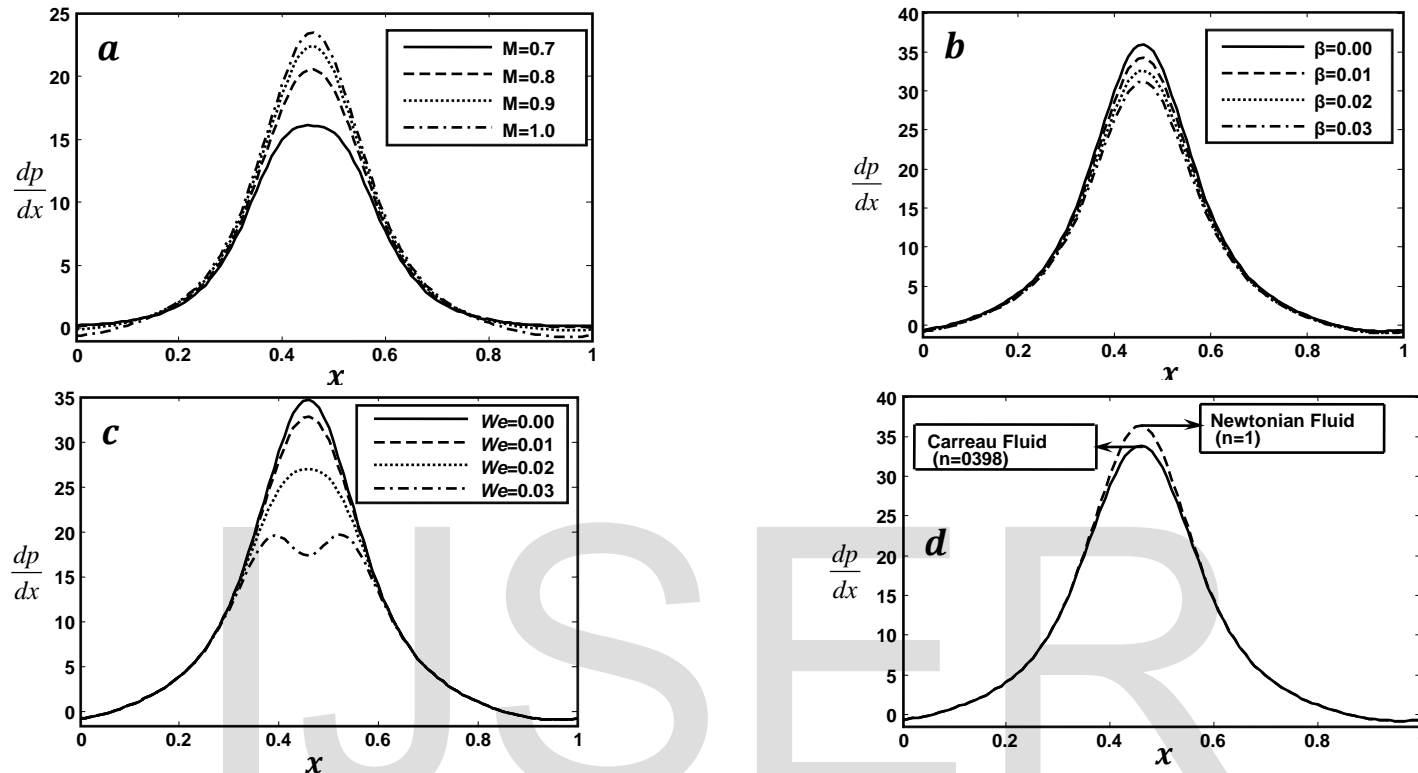 a
M=0.7
M=0.8
M=0.9
M=1.0
25
20
15
10
5
0
dp
dx
0
0.2
0.4
0.6
0.8
1
x
b
β=0.00
β=0.01
β=0.02
β=0.03
40
35
30
25
20
15
10
5
0
dp
dx
0
0.2
0.4
0.6
0.8
1
x
c
We=0.00
We=0.01
We=0.02
We=0.03
35
30
25
20
15
10
5
0
dp
dx
0
0.2
0.4
0.6
0.8
1
x
d
Carreau Fluid
(n=0398)
Newtonian Fluid
(n=1)
40
35
30
25
20
15
10
5
0
dp
dx
0
0.2
0.4
0.6
0.8
x
IJSER